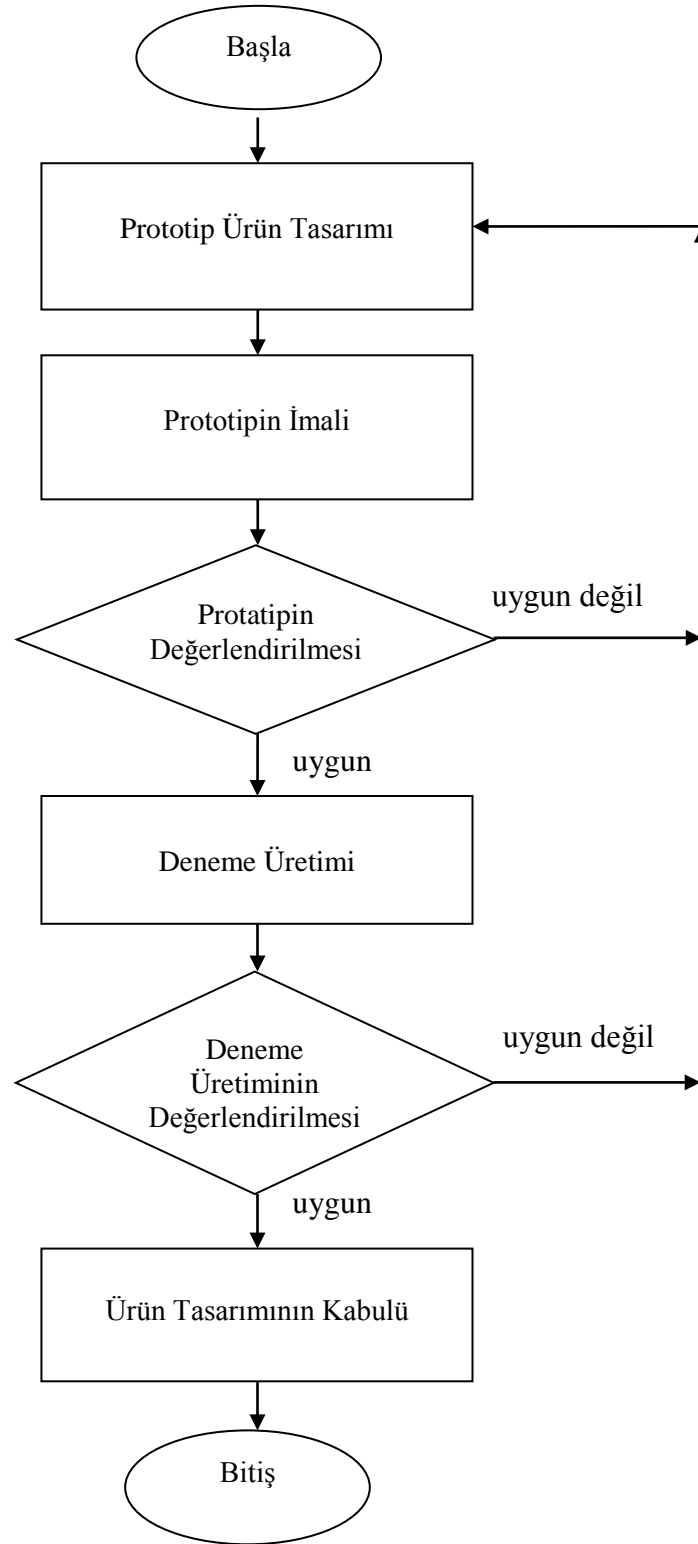 Başla
Prototip Ürün Tasarımı
Prototipin İmali
uygun değil
Protatipin
Değerlendirilmesi
uygun
Deneme Üretimi
uygun değil
Deneme
Üretiminin
Değerlendirilmesi
uygun
Ürün Tasarımının Kabulü
Bitiş